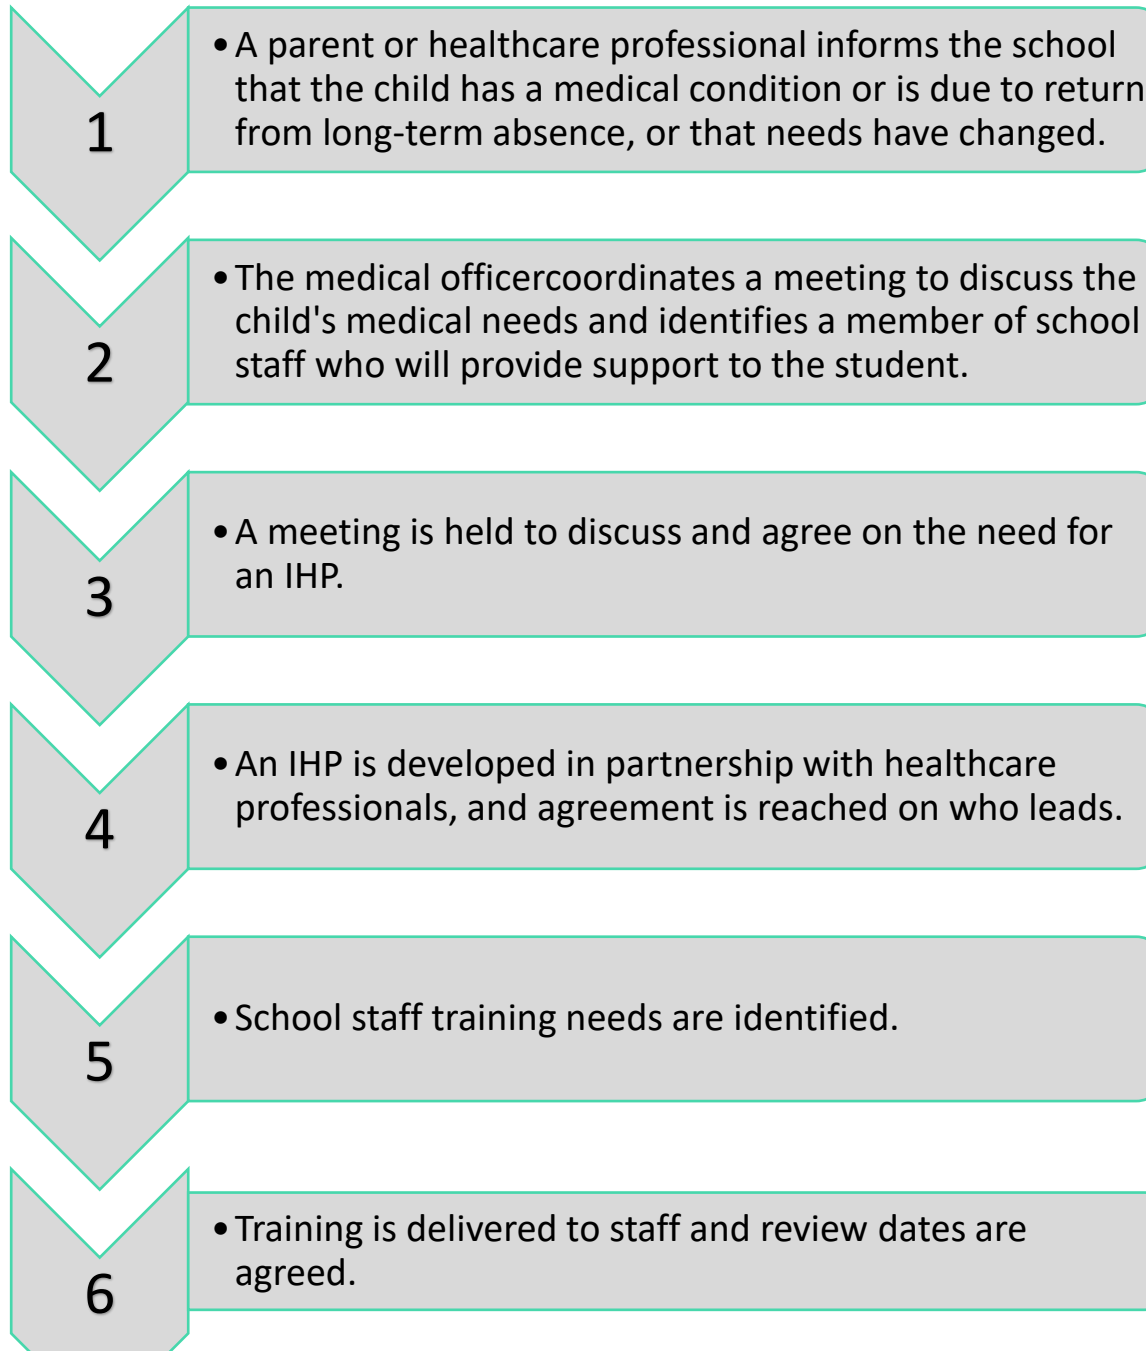 1
• A parent or healthcare professional informs the school
that the child has a medical condition or is due to return
from long-term absence, or that needs have changed.
2
• The medical officercoordinates a meeting to discuss the
child's medical needs and identifies a member of school
staff who will provide support to the student.
3
• A meeting is held to discuss and agree on the need for
an IHP.
4
• An IHP is developed in partnership with healthcare
professionals, and agreement is reached on who leads.
5
• School staff training needs are identified.
6
• Training is delivered to staff and review dates are
agreed.